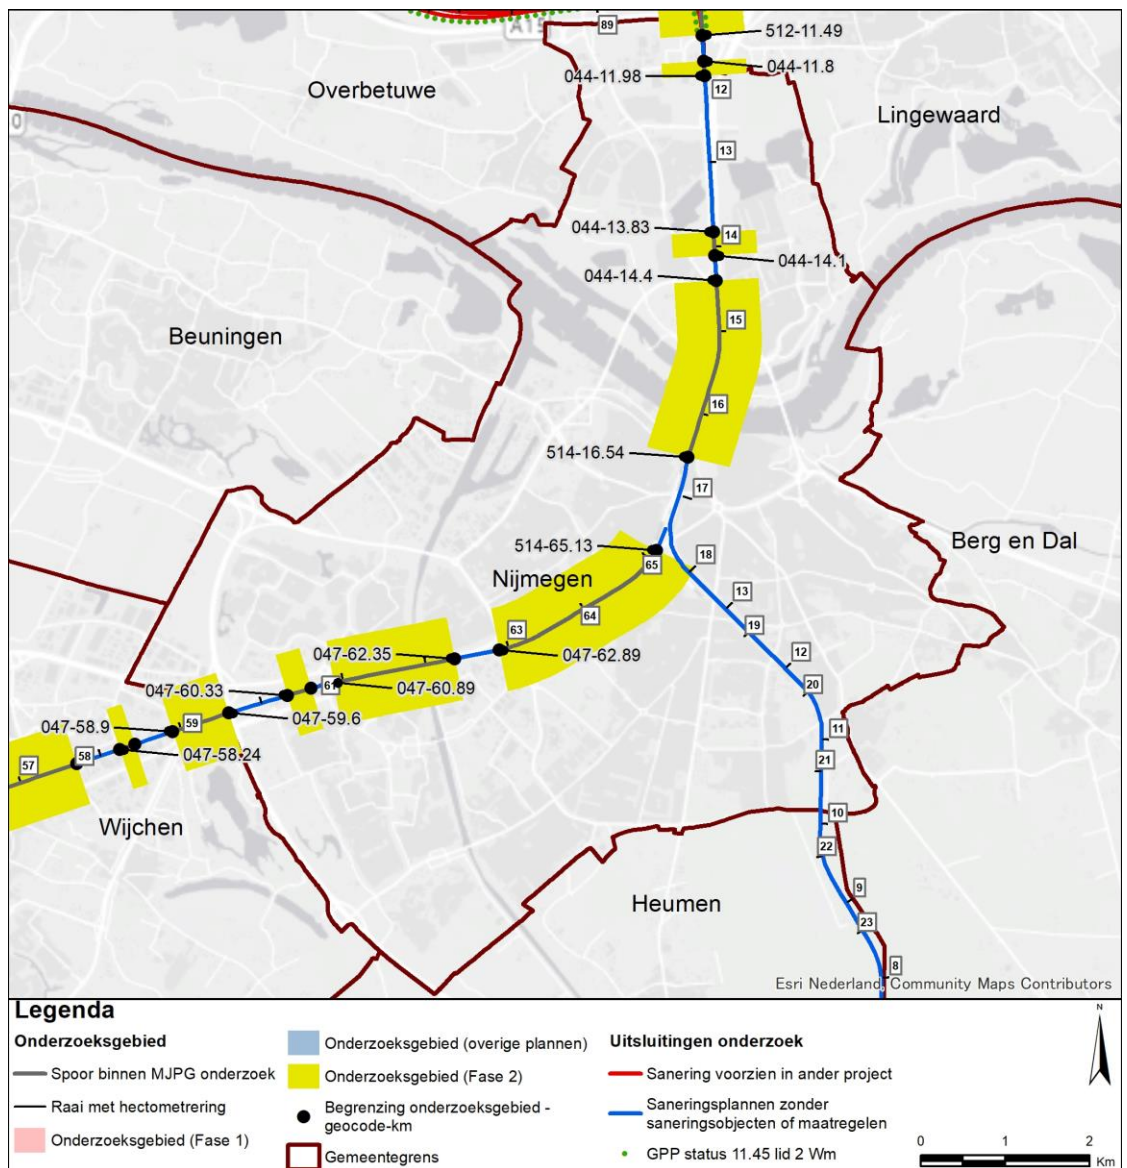 A15
89
512-11.49
044-11.8
044-11.98
12
Overbetuwe
Lingewaard
13
044-13.83
14
044-14.1
044-14.4
15
Beuningen
16
514-16.54
17
514-65.13
18
Berg en Dal
Nijmegen
65
13
64
19
63
047-62.35
047-62.89
12
20
047-60.33
61
047-60.89
11
047-58.9
59
047-59.6
58
047-58.24
21
57
10
Wijchen
22
Heumen
9
23
8
Esri Nederland, Community Maps Contributors
Legenda
Onderzoeksgebied
Spoor binnen MJPG onderzoek
Raai met hectometrering
Onderzoeksgebied (Fase 1)
Onderzoeksgebied (overige plannen)
Onderzoeksgebied (Fase 2)
Begrenzing onderzoeksgebied -
geocode-km
Gemeentegrens
Uitsluitingen onderzoek
Sanering voorzien in ander project
Saneringsplannen zonder
saneringsobjecten of maatregelen
GPP status 11.45 lid 2 Wm
N
0 1 2
Km